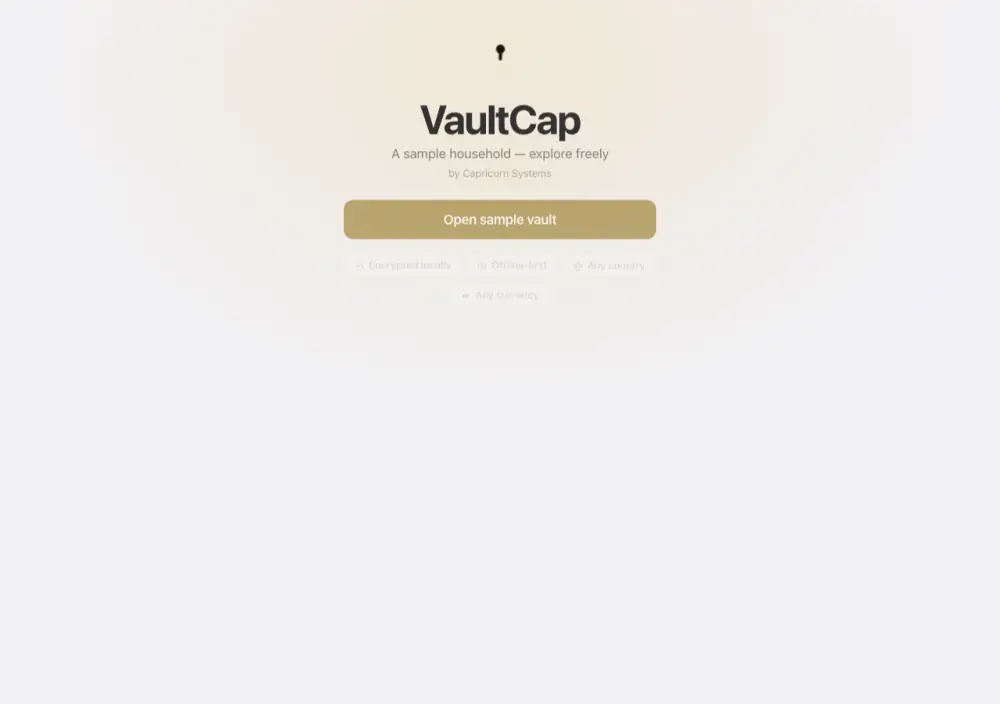 VaultCap
A sample household — explore freely
by Capricorn Systems
Open sample vault
Encrypted locally Offline-first Any country
Any currency